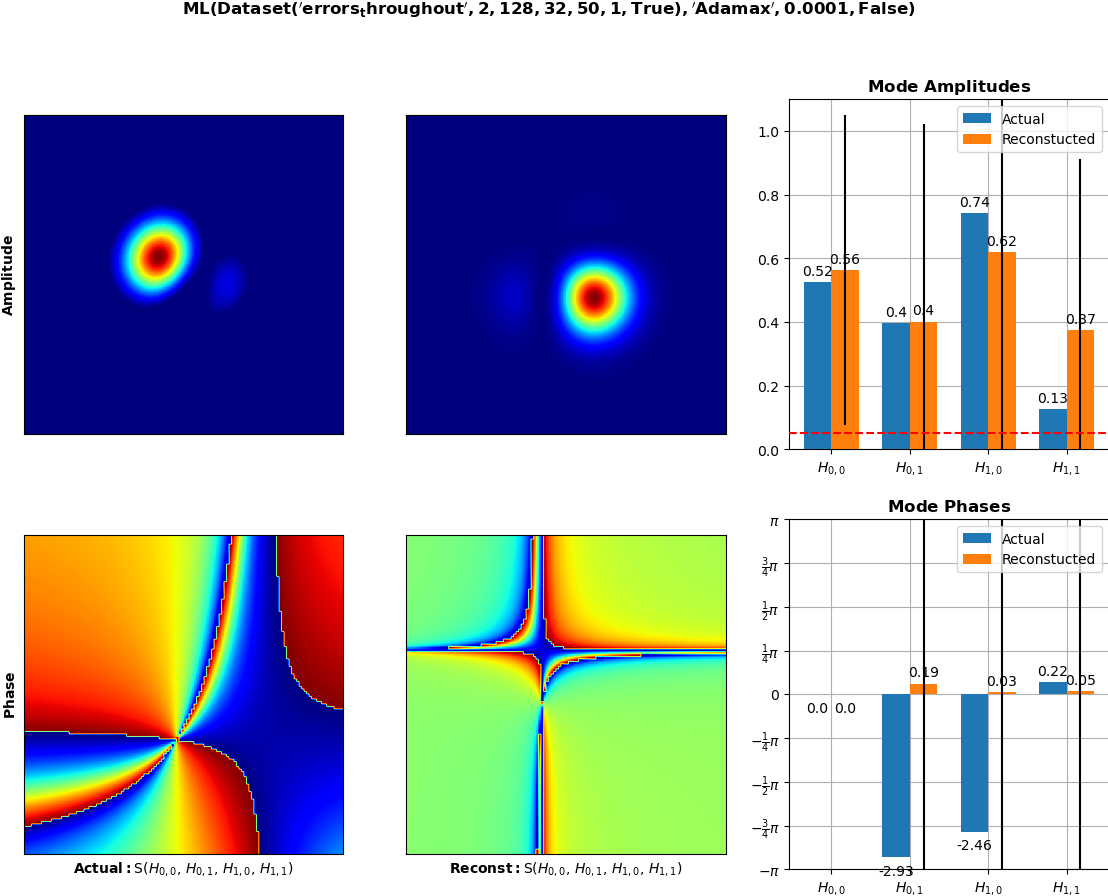 ML(Dataset('errors_throughout', 2, 128, 32, 50, 1, True), 'Adamax', 0.0001, False)
Amplitude
Mode Amplitudes
Actual
Reconstucted
1.0
0.8
0.6
0.4
0.2
0.0
0.52
0.56
0.4
0.4
0.74
0.62
0.13
0.37
H0,0
H0,1
H1,0
H1,1
Phase
Actual: S(H0,0, H0,1, H1,0, H1,1)
Reconst: S(H0,0, H0,1, H1,0, H1,1)
Mode Phases
Actual
Reconstucted
π
3/4π
1/2π
1/4π
0
−1/4π
−1/2π
−3/4π
−π
0.0
0.0
-2.93
0.19
-2.46
0.03
0.22
0.05
H0,0
H0,1
H1,0
H1,1